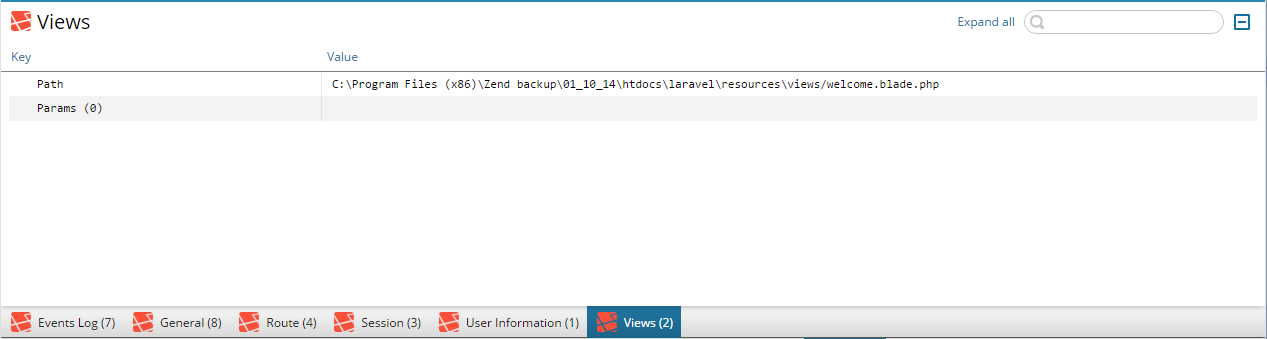 Views
Expand all
Key Value
Path C:\Program Files (x86)\Zend backup\01_10_14\htdocs\laravel\resources\views/welcome.blade.php
Params (0)
Events Log (7) General (8) Route (4) Session (3) User Information (1) Views (2)